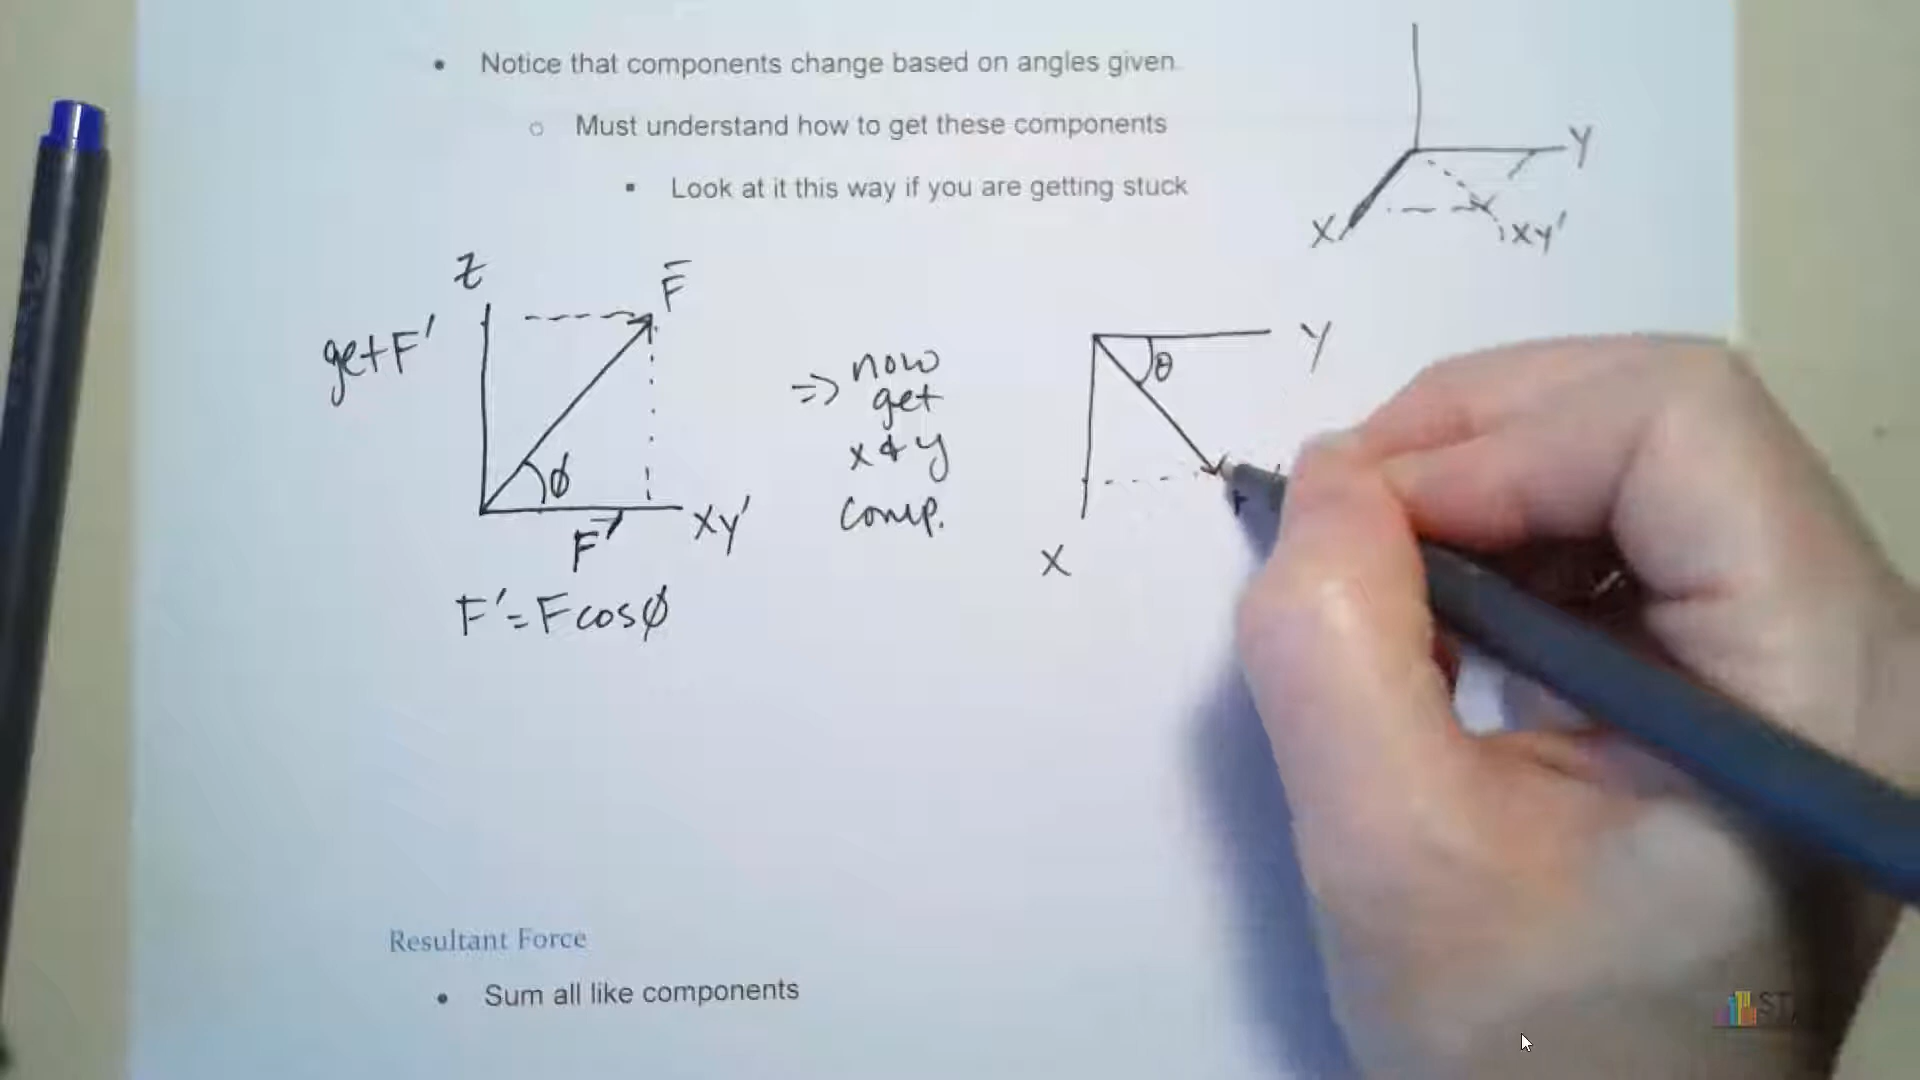 • Notice that components change based on angles given.
o Must understand how to get these components
▪ Look at it this way if you are getting stuck
Y
X
xy'
Z
F
get F'
φ
xy'
F'
F' = F cos φ
=> now
get
x & y
comp.
Y
θ
X
Resultant Force
• Sum all like components